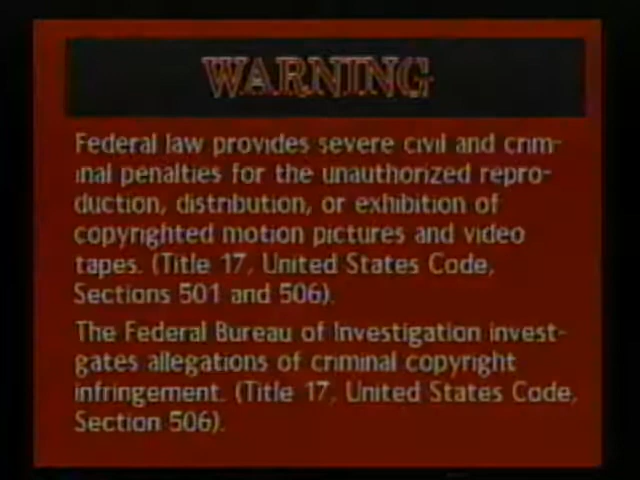 WARNING
Federal law provides severe civil and crim-
inal penalties for the unauthorized repro-
duction, distribution, or exhibition of
copyrighted motion pictures and video
tapes. (Title 17, United States Code,
Sections 501 and 506).
The Federal Bureau of Investigation invest-
gates allegations of criminal copyright
infringement. (Title 17, United States Code,
Section 506).